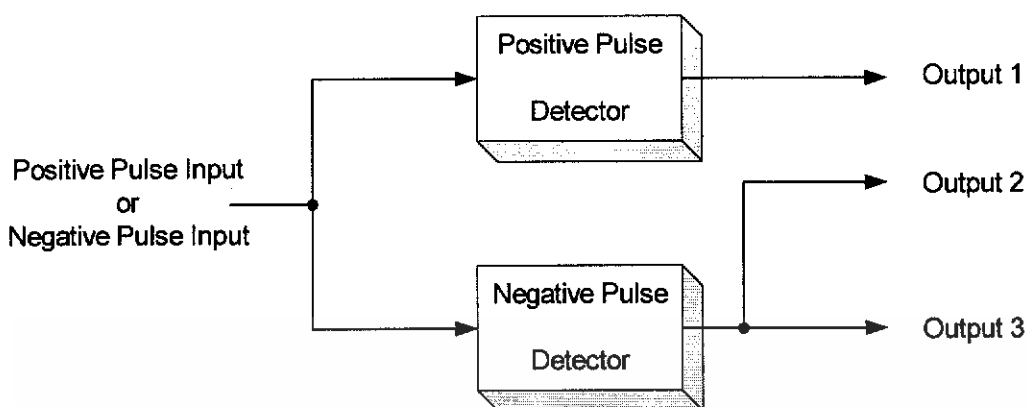 Positive Pulse
Detector
Output 1
Positive Pulse Input
or
Negative Pulse Input
Output 2
Negative Pulse
Detector
Output 3